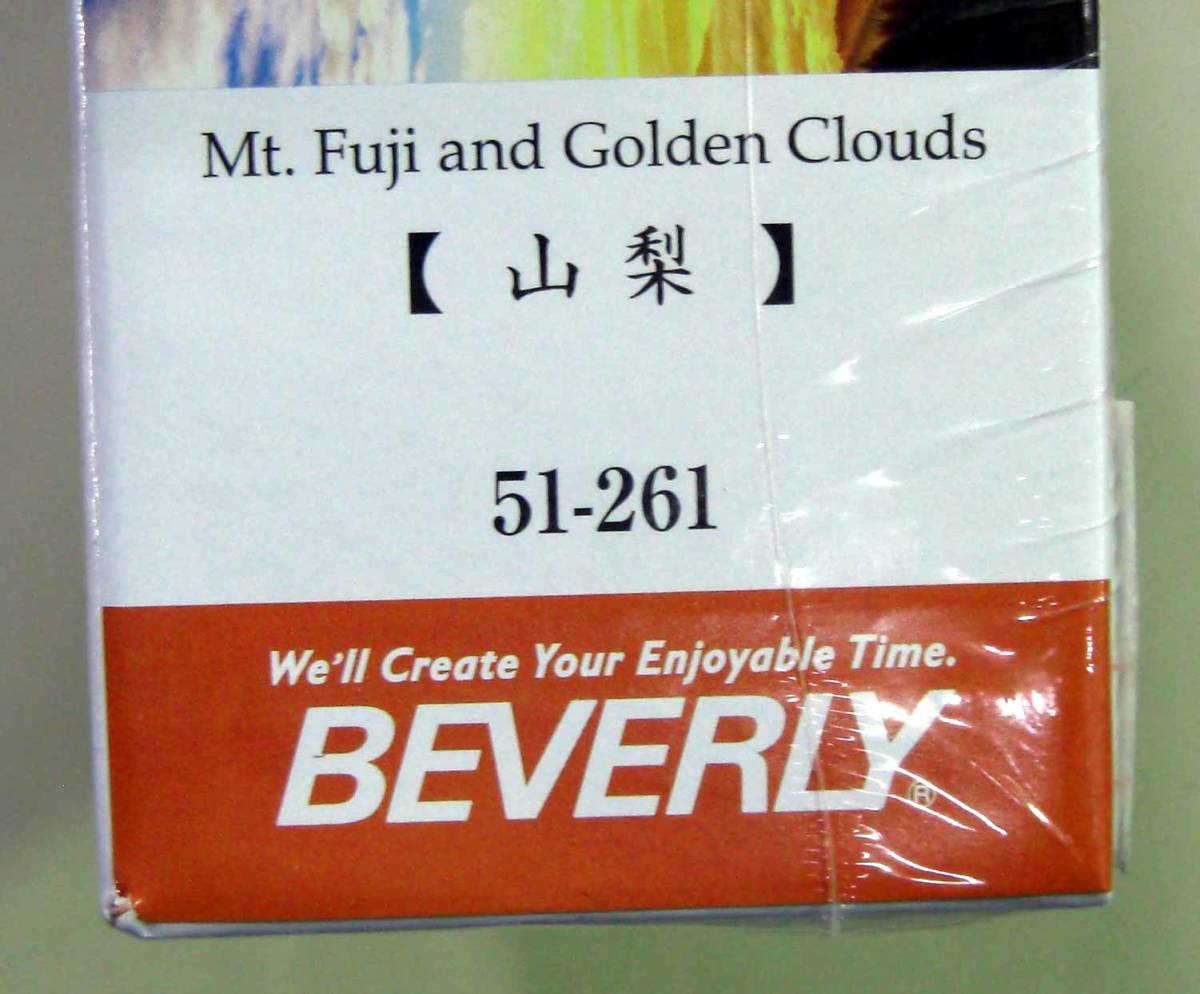 Mt. Fuji and Golden Clouds
【 山 梨 】
51-261
We'll Create Your Enjoyable Time.
BEVERLY®